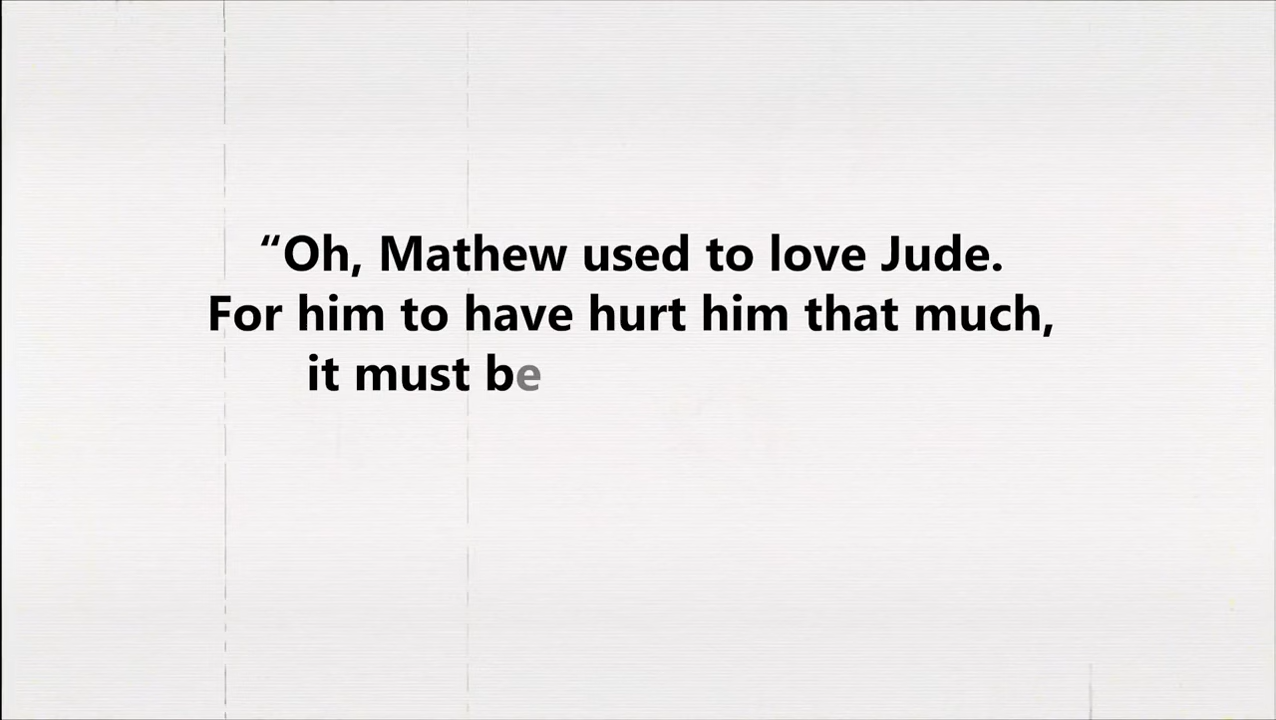 “Oh, Mathew used to love Jude.
For him to have hurt him that much,
it must be